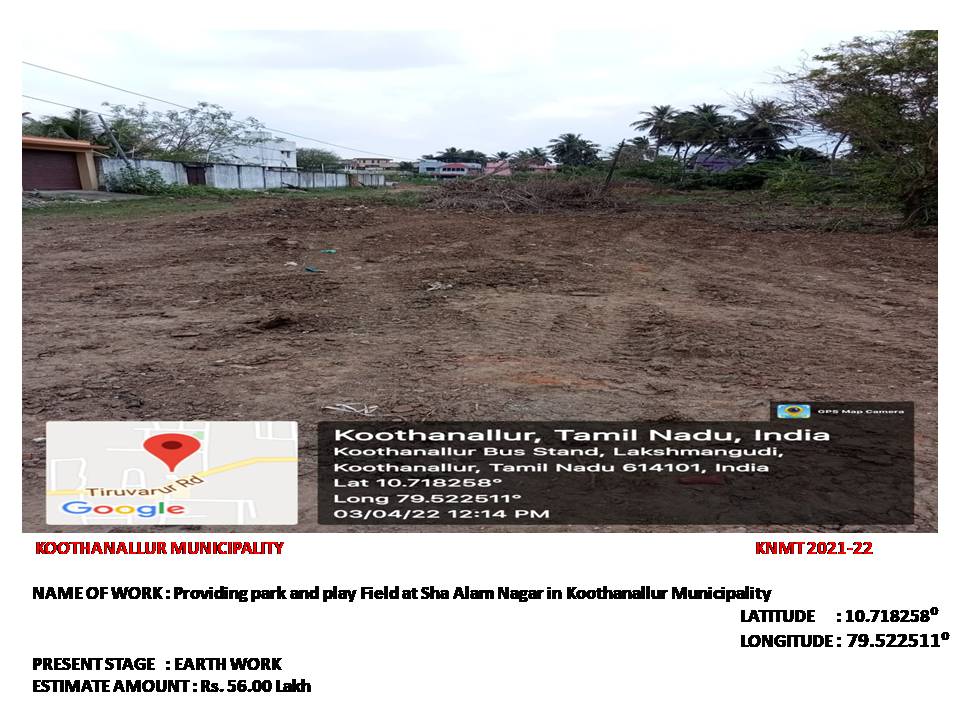 GPS Map Camera
Koothanallur, Tamil Nadu, India
Koothanallur Bus Stand, Lakshmangudi,
Koothanallur, Tamil Nadu 614101, India
Lat 10.718258°
Long 79.522511°
03/04/22 12:14 PM
Tiruvarur Rd
Google
KOOTHANALLUR MUNICIPALITY KNMT 2021-22
NAME OF WORK : Providing park and play Field at Sha Alam Nagar in Koothanallur Municipality
LATITUDE : 10.718258⁰
LONGITUDE : 79.522511⁰
PRESENT STAGE : EARTH WORK
ESTIMATE AMOUNT : Rs. 56.00 Lakh